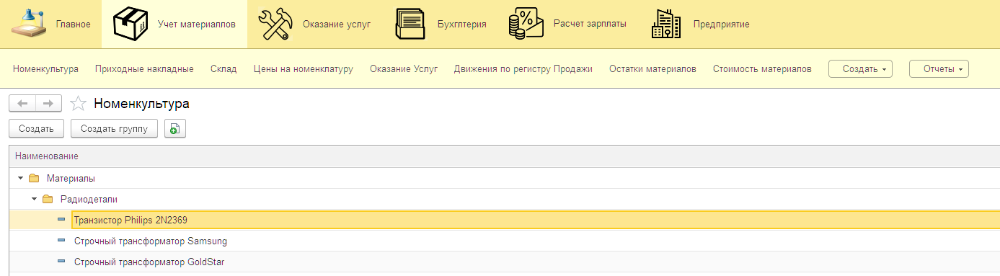 Главное Учет материаллов Оказание услуг Бухглтерия Расчет зарплаты Предприятие
Номенкультура Приходные накладные Склад Цены на номенклатуру Оказание Услуг Движения по регистру Продажи Остатки материалов Стоимость материалов Создать Отчеты
Номенкультура
Создать Создать группу
Наименование
Материалы
Радиодетали
Транзистор Philips 2N2369
Строчный трансформатор Samsung
Строчный трансформатор GoldStar